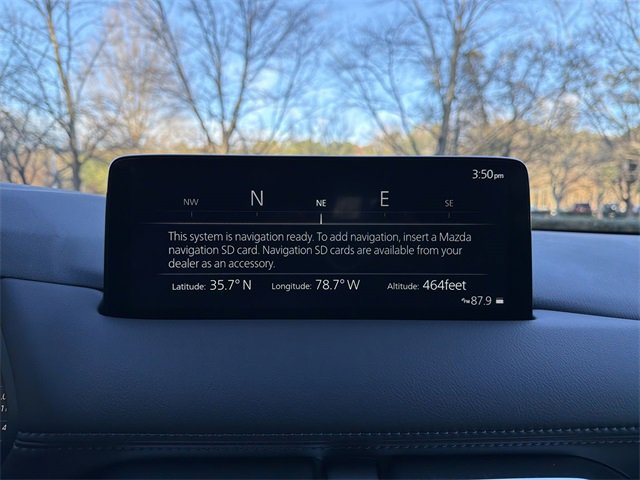 3:50pm
NW N NE E SE
This system is navigation ready. To add navigation, insert a Mazda
navigation SD card. Navigation SD cards are available from your
dealer as an accessory.
Latitude: 35.7° N Longitude: 78.7° W Altitude: 464feet
87.9